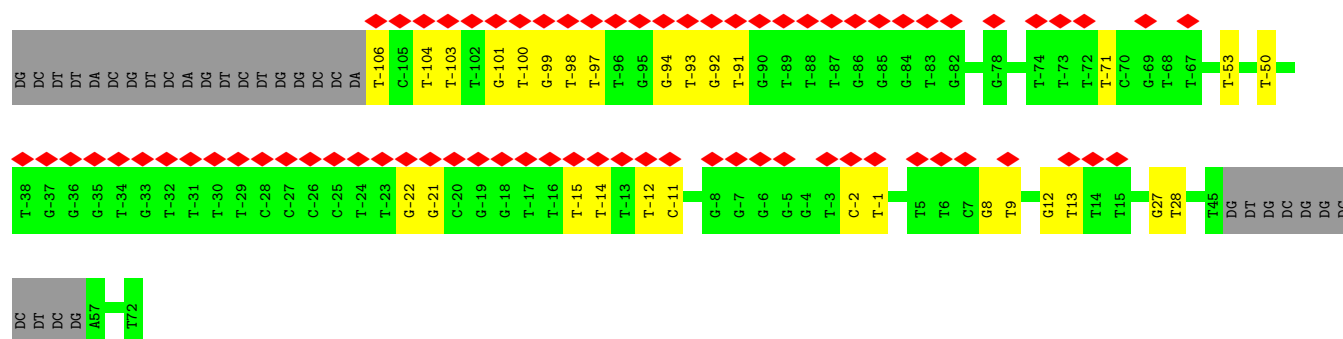 DG DC DT DT DA DC DG DT DC DA DG DT DC DT DG DG DC DC DA T-106 C-105 T-104 T-103 T-102 G-101 T-100 G-99 T-98 T-97 T-96 G-95 G-94 T-93 G-92 T-91 G-90 T-89 T-88 T-87 G-86 G-85 G-84 T-83 G-82 G-78 T-74 T-73 T-72 T-71 C-70 G-69 T-68 T-67 T-53 T-50
T-38 G-37 G-36 G-35 T-34 G-33 T-32 T-31 T-30 T-29 C-28 C-27 C-26 C-25 T-24 T-23 G-22 G-21 C-20 G-19 G-18 T-17 T-16 T-15 T-14 T-13 T-12 C-11 G-8 G-7 G-6 G-5 G-4 T-3 C-2 T-1 T5 T6 C7 G8 T9 G12 T13 T14 T15 G27 T28 T45 DG DT DG DC DG DG DC
DC DT DC DG A57 T72